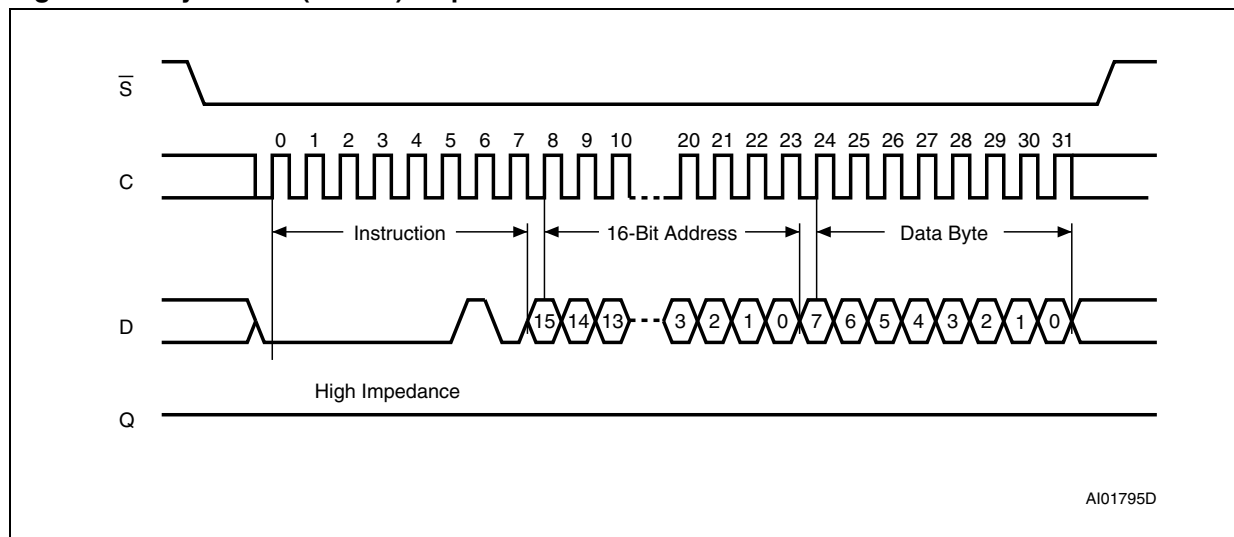 S̅
0 1 2 3 4 5 6 7 8 9 10 20 21 22 23 24 25 26 27 28 29 30 31
C
Instruction 16-Bit Address Data Byte
D 15 14 13 3 2 1 0 7 6 5 4 3 2 1 0
High Impedance
Q
AI01795D